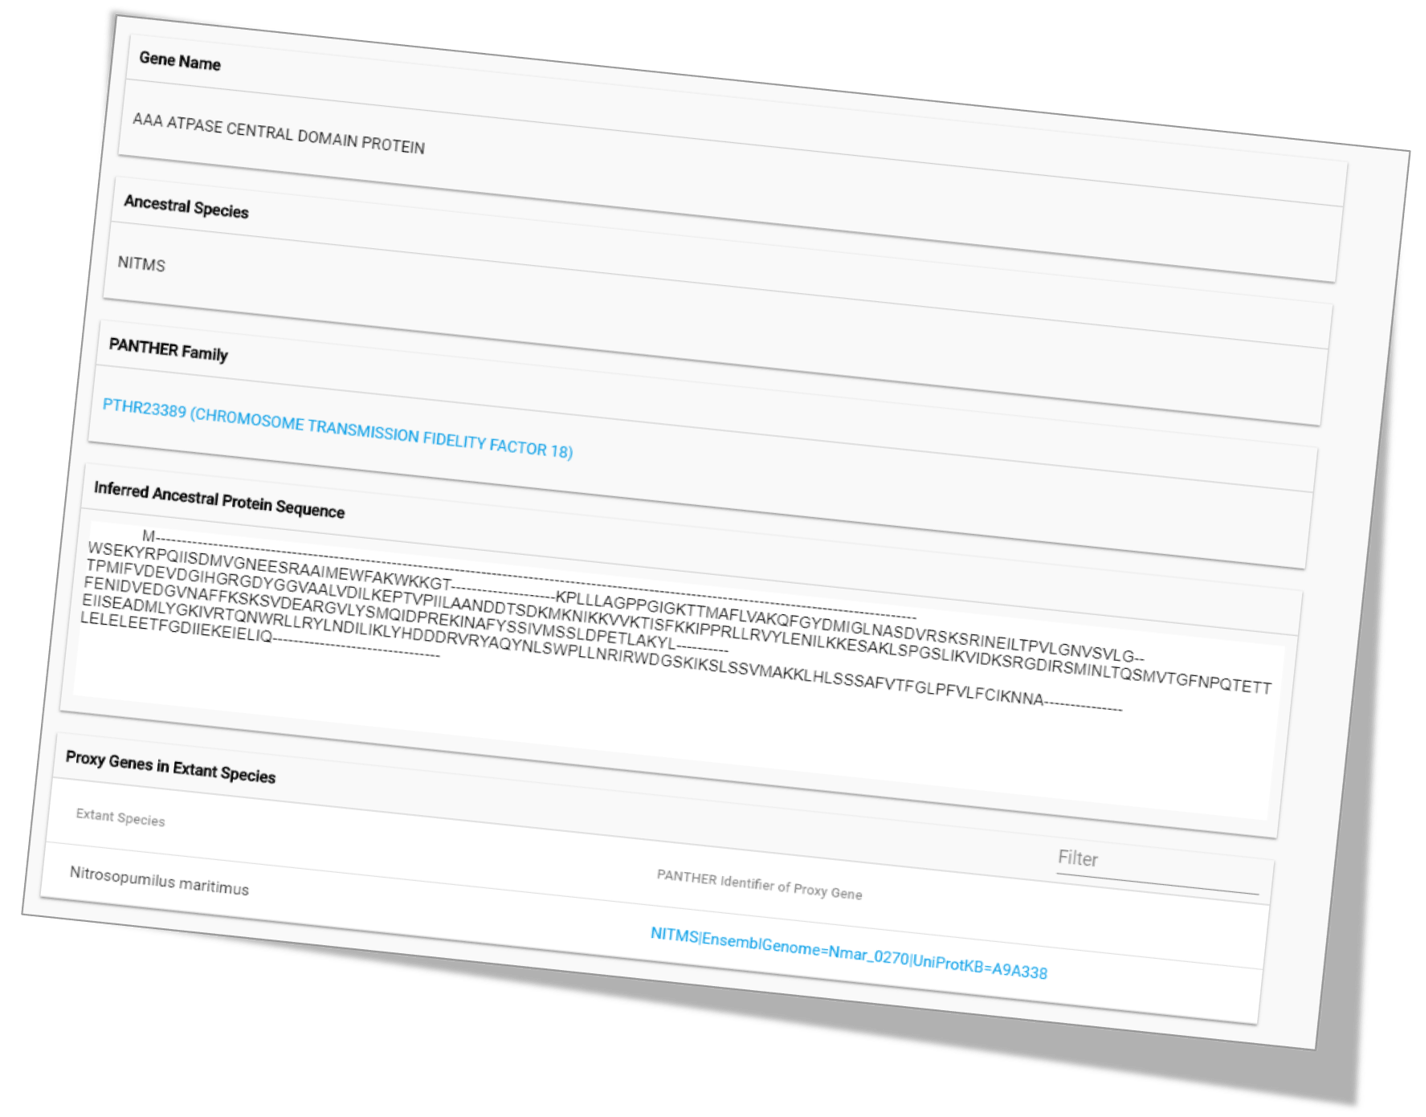 Gene Name
AAA ATPASE CENTRAL DOMAIN PROTEIN
Ancestral Species
NITMS
PANTHER Family
PTHR23389 (CHROMOSOME TRANSMISSION FIDELITY FACTOR 18)
Inferred Ancestral Protein Sequence
M------------------------------------------------------------------------------------------------------------------------------------------------
WSEKYRPQIISDMVGNEESRAAIMEWFAKWKKGT--------------------KPLLLAGPPGIGKTTMAFLVAKQFGYDMIGLNASDVRSKSRINEILTPVLGNVSVLG--
TPMIFVDEVDGIHGRGDYGGVAALVDILKEPTVPIILAANDDTSDKMKNIKKVVKTISFKKIPPRLLRVYLENILKKESAKLSPGSLIKVIDKSRGDIRSMINLTQSMVTGFNPQTETT
FENIDVEDGVNAFFKSKSVDEARGVLYSMQIDPREKINAFYSSIVMSSLDPETLAKYL----------
EIISEADMLYGKIVRTQNWRLLRYLNDILIKLYHDDDRVRYAQYNLSWPLLNRIRWDGSKIKSLSSVMAKKLHLSSSAFVTFGLPFVLFCIKNNA---------------
LELELEETFGDIIEKEIELIQ--------------------------------
Proxy Genes in Extant Species
Filter
Extant Species
PANTHER Identifier of Proxy Gene
Nitrosopumilus maritimus
NITMS|EnsemblGenome=Nmar_0270|UniProtKB=A9A338